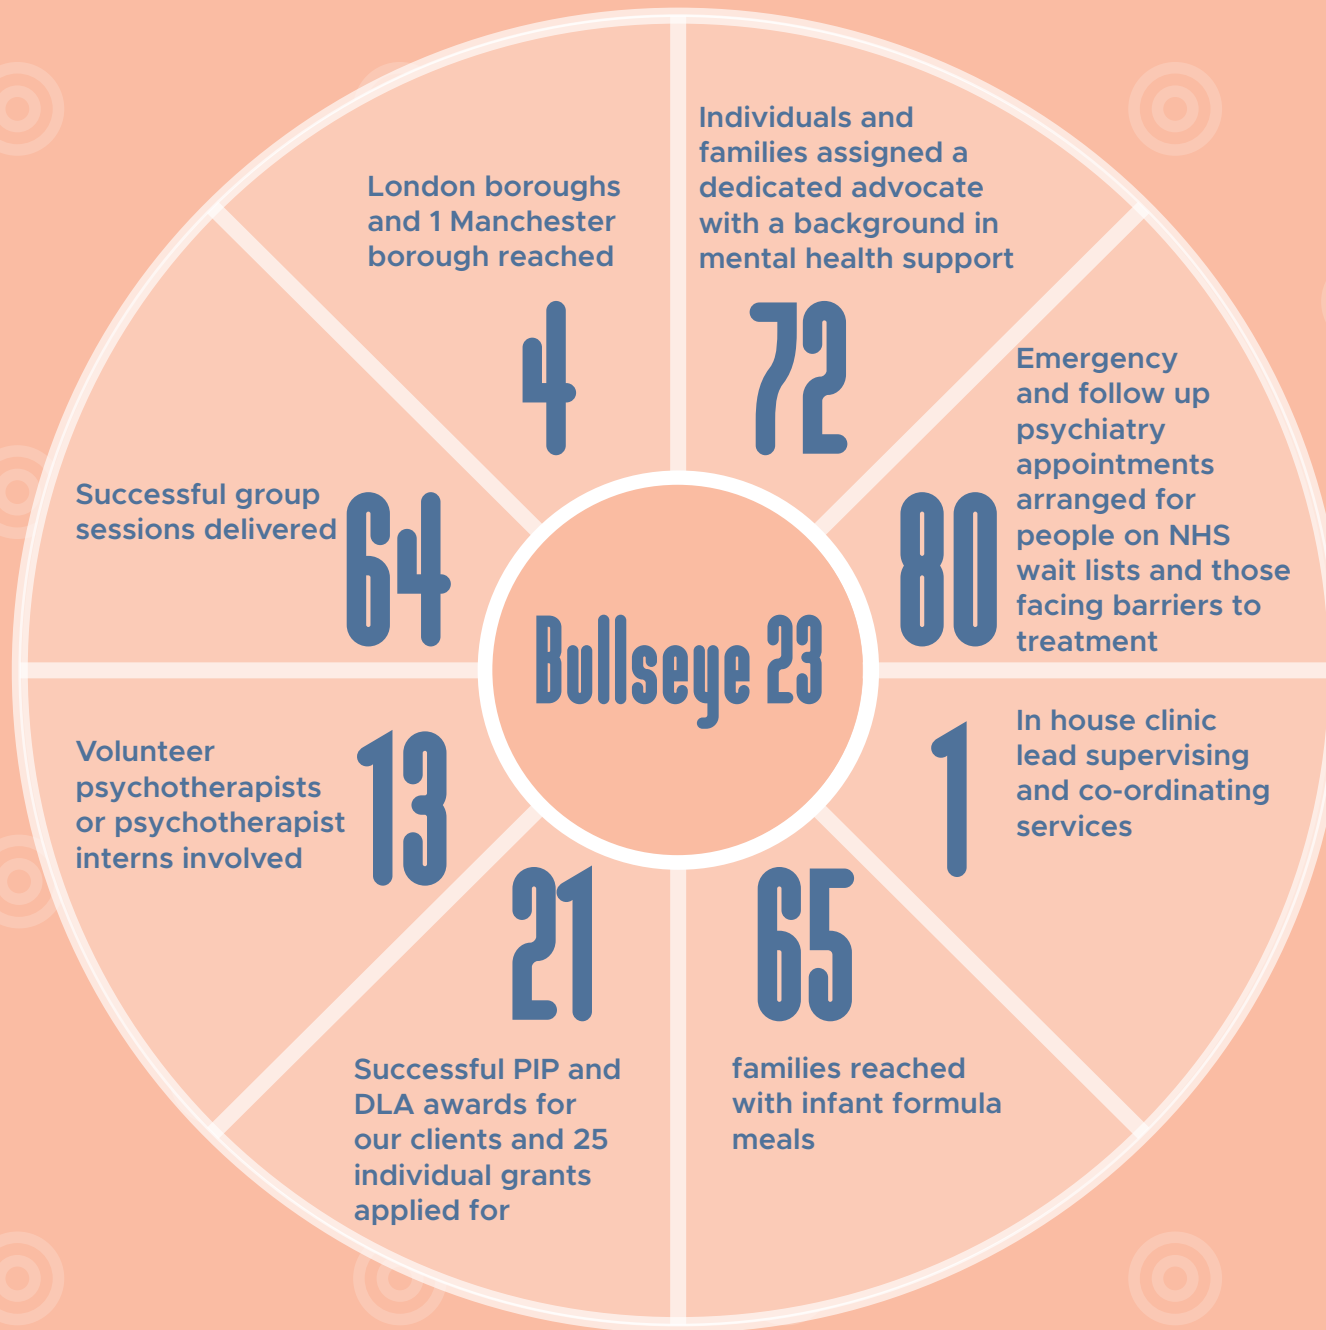 Individuals and
families assigned a
dedicated advocate
with a background in
mental health support
72
Emergency
and follow up
psychiatry
appointments
arranged for
people on NHS
wait lists and those
facing barriers to
treatment
80
In house clinic
lead supervising
and co-ordinating
services
1
65
families reached
with infant formula
meals
21
Successful PIP and
DLA awards for
our clients and 25
individual grants
applied for
Volunteer
psychotherapists
or psychotherapist
interns involved
13
Successful group
sessions delivered
64
London boroughs
and 1 Manchester
borough reached
4
Bullseye 23